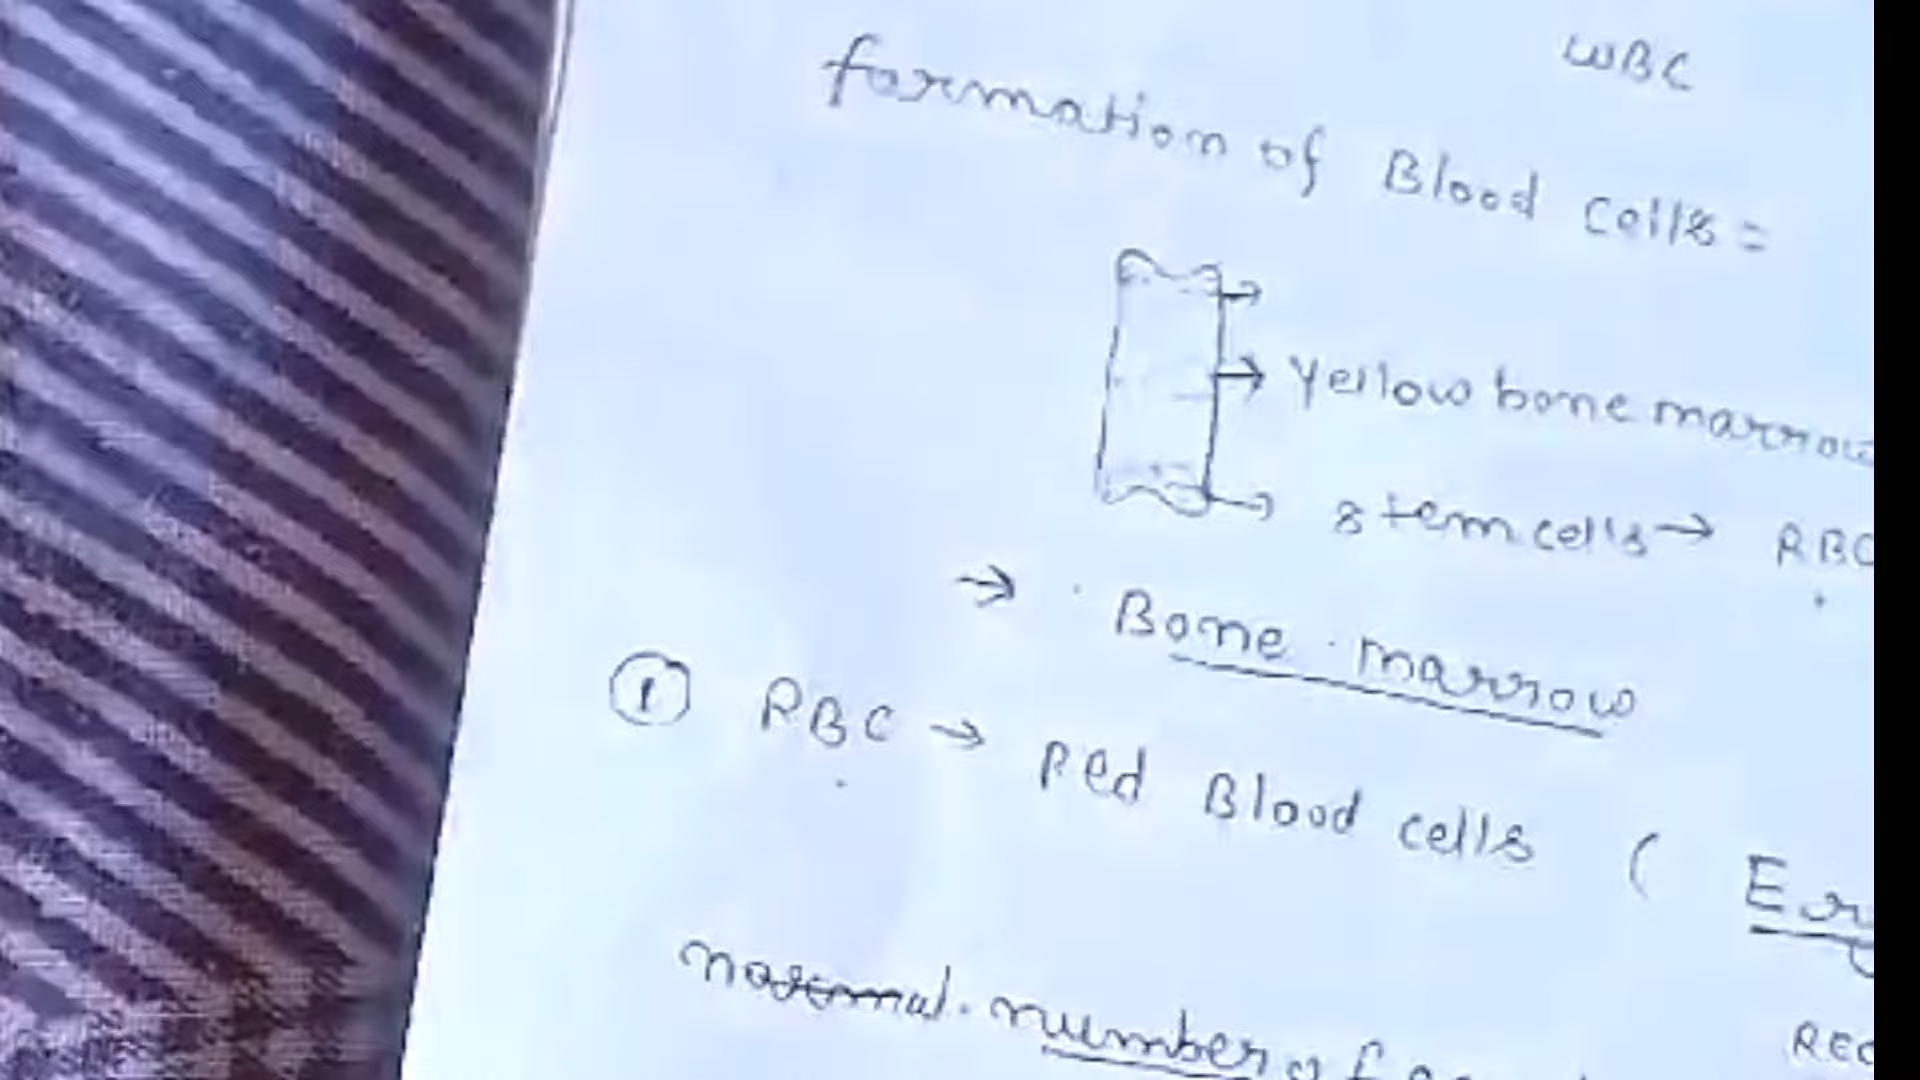 WBC
formation of Blood cells =
→
→ Yellow bone marrow
→ stem cells → RBC
→ Bone marrow
① RBC → Red Blood cells (
normal number of